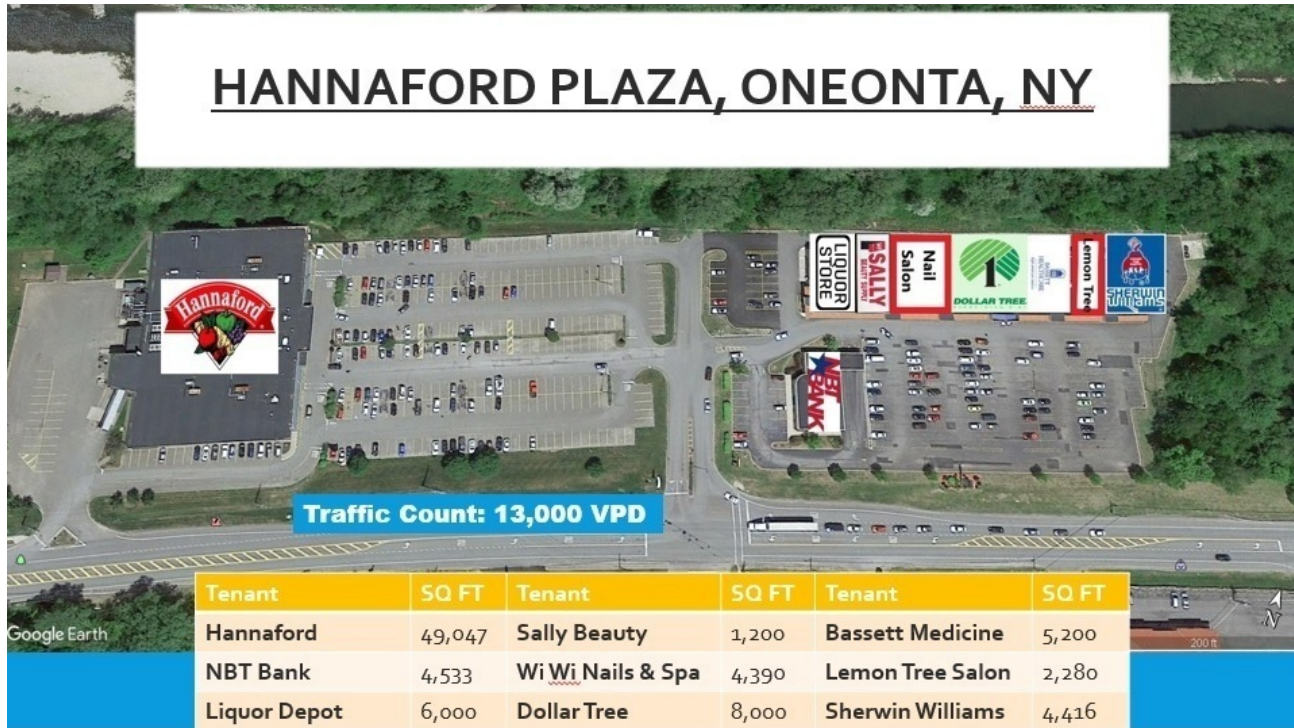 HANNAFORD PLAZA, ONEONTA, NY
Hannaford
LIQUOR
STORE
SALLY
BEAUTY SUPPLY
Nail
Salon
1
DOLLAR TREE
BASSETT
HEALTHCARE
Lemon Tree
SHERWIN
WILLIAMS
NBT
BANK
Traffic Count: 13,000 VPD
Tenant SQ FT Tenant SQ FT Tenant SQ FT
Hannaford 49,047 Sally Beauty 1,200 Bassett Medicine 5,200
NBT Bank 4,533 Wi Wi Nails & Spa 4,390 Lemon Tree Salon 2,280
Liquor Depot 6,000 Dollar Tree 8,000 Sherwin Williams 4,416
Google Earth
200 ft
N